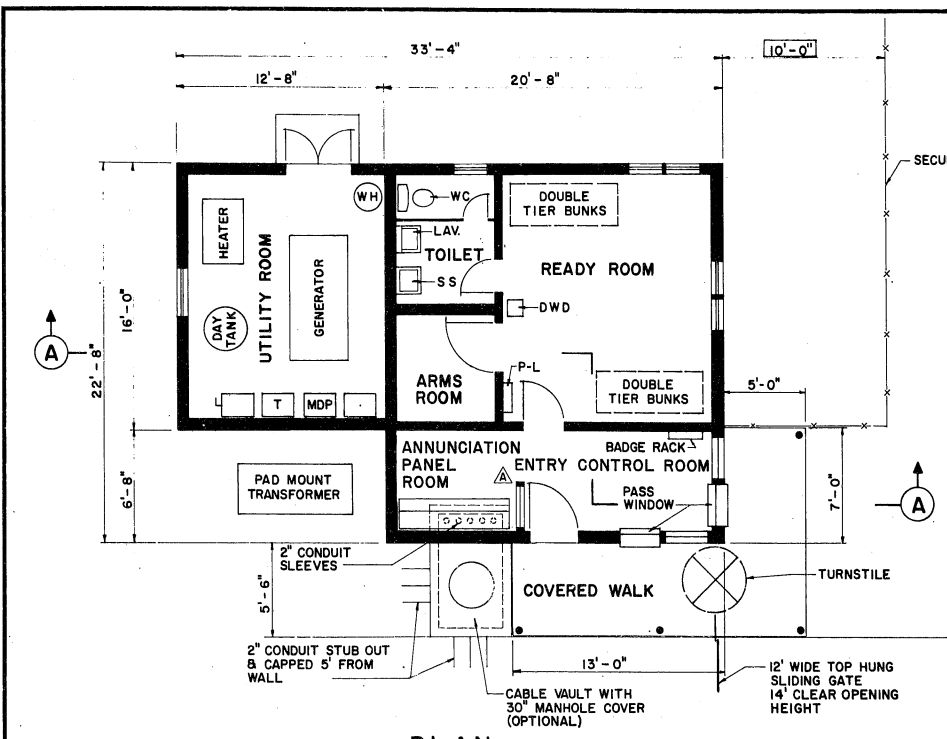 33'-4"
10'-0"
12'-8"
20'-8"
SECU
WH
WC
DOUBLE
TIER BUNKS
HEATER
LAV.
TOILET
UTILITY ROOM
GENERATOR
READY ROOM
SS
16'-0"
DWD
DAY
TANK
A
22'-8"
P-L
ARMS
ROOM
DOUBLE
TIER BUNKS
5'-0"
T
MDP
ANNUNCIATION
PANEL
ROOM
BADGE RACK
ENTRY CONTROL ROOM
A
6'-8"
PAD MOUNT
TRANSFORMER
PASS
WINDOW
7'-0"
A
2" CONDUIT
SLEEVES
5'-6"
COVERED WALK
TURNSTILE
2" CONDUIT STUB OUT
& CAPPED 5' FROM
WALL
13'-0"
12' WIDE TOP HUNG
SLIDING GATE
14' CLEAR OPENING
HEIGHT
CABLE VAULT WITH
30" MANHOLE COVER
(OPTIONAL)
PLAN